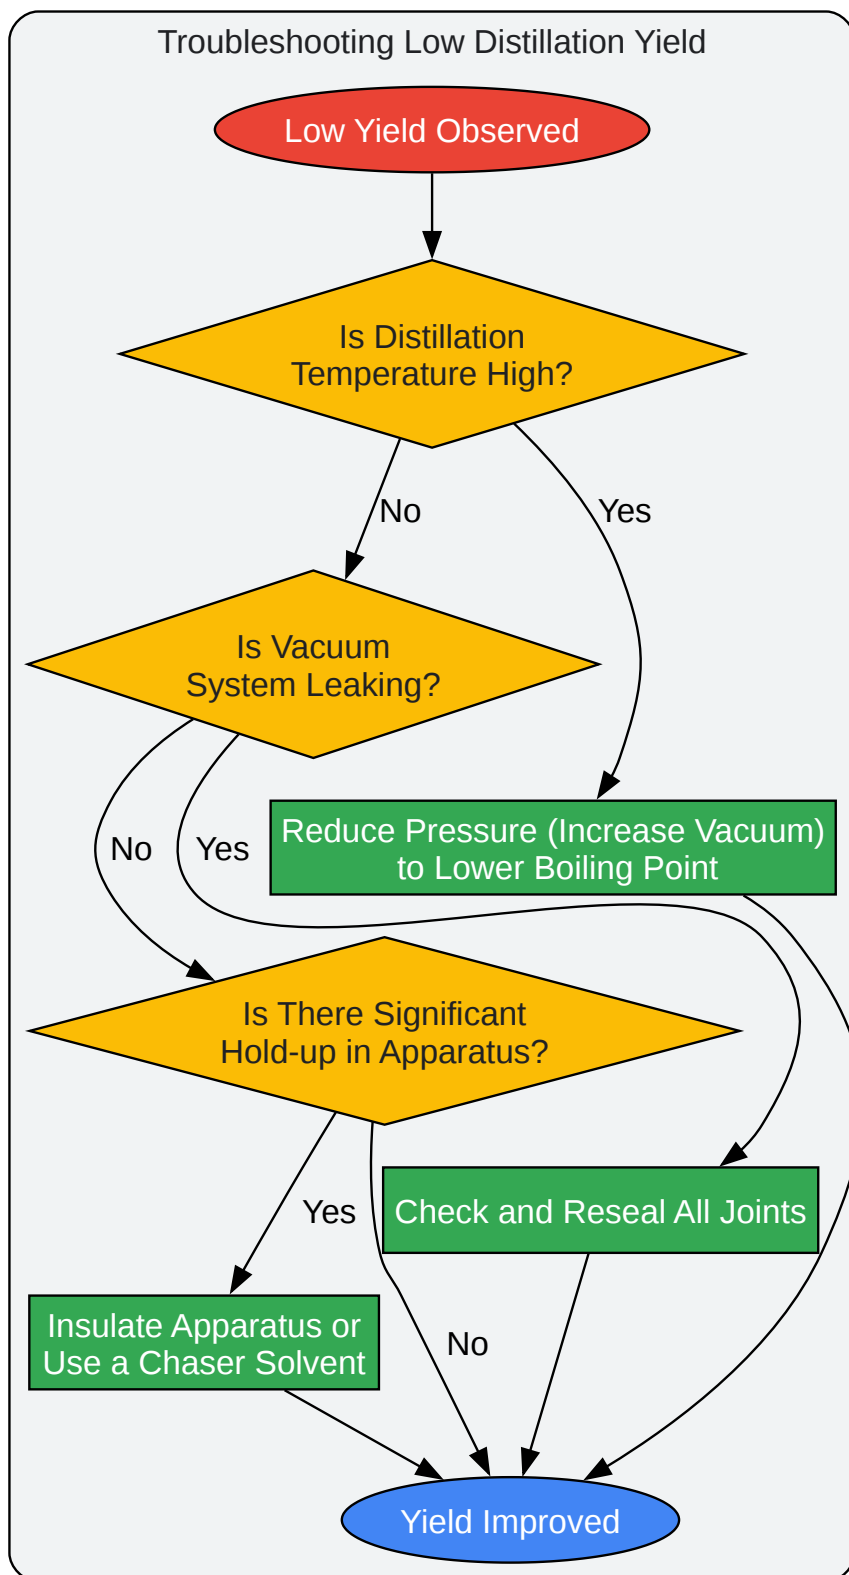 Troubleshooting Low Distillation Yield
Low Yield Observed
Is Distillation
Temperature High?
No
Yes
Is Vacuum
System Leaking?
Reduce Pressure (Increase Vacuum)
to Lower Boiling Point
No
Yes
Is There Significant
Hold-up in Apparatus?
Yes
Check and Reseal All Joints
Insulate Apparatus or
Use a Chaser Solvent
No
Yield Improved